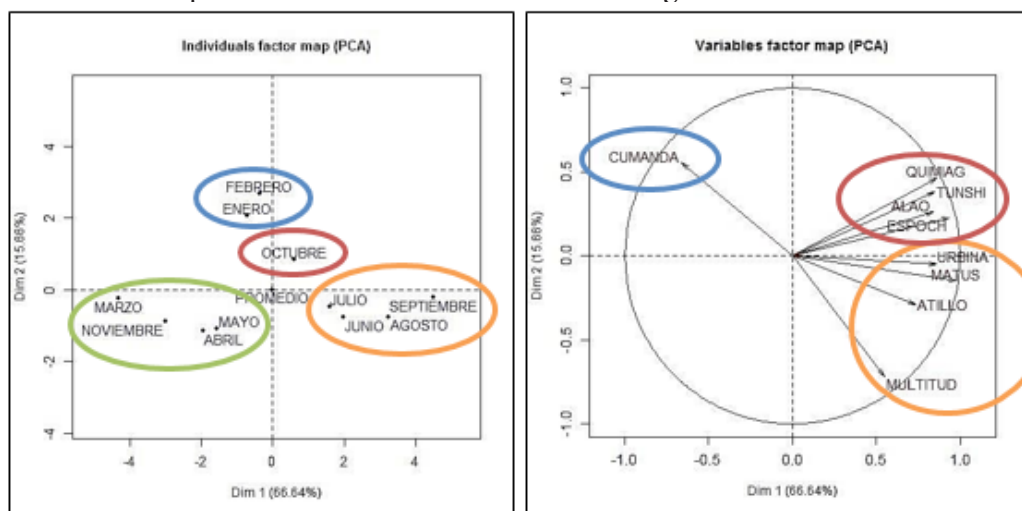 Individuals factor map (PCA)
Dim 2 (15.66%)
4
2
0
-2
-4
FEBRERO
ENERO
OCTUBRE
PROMEDIO
MARZO
NOVIEMBRE
MAYO
ABRIL
JULIO
SEPTIEMBRE
JUNIO
AGOSTO
-4 -2 0 2 4
Dim 1 (66.64%)
Variables factor map (PCA)
Dim 2 (15.66%)
1.0
0.5
0.0
-0.5
-1.0
CUMANDA
QUIMIAG
TUNSHI
ALAO
ESPOCH
URBINA
MATUS
ATILLO
MULTITUD
-1.0 -0.5 0.0 0.5 1.0
Dim 1 (66.64%)